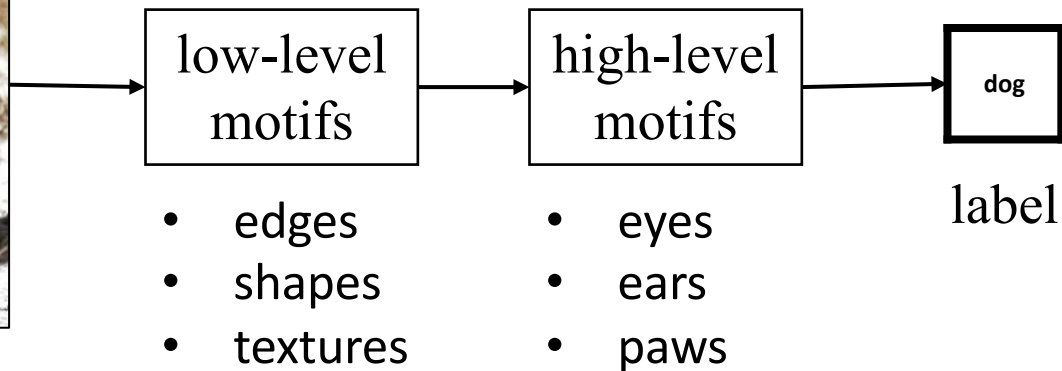 low-level
motifs
• edges
• shapes
• textures
high-level
motifs
• eyes
• ears
• paws
dog
label